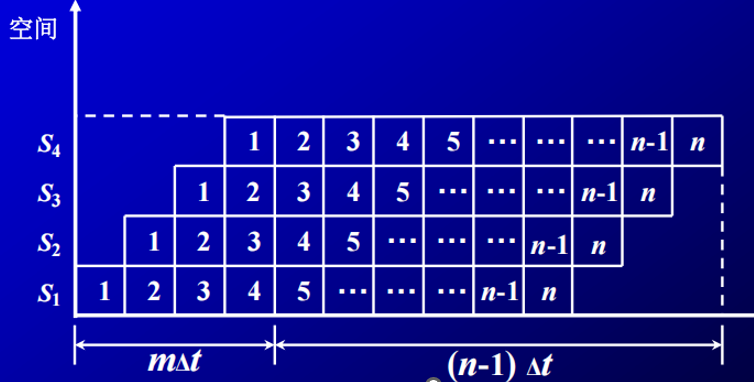 空间
S4 1 2 3 4 5 … … … n-1 n
S3 1 2 3 4 5 … … … n-1 n
S2 1 2 3 4 5 … … … n-1 n
S1 1 2 3 4 5 … … … n-1 n
mΔt (n-1) Δt